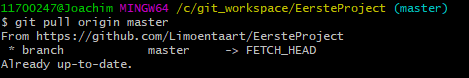 11700247@Joachim MINGW64 /c/git_workspace/EersteProject (master)
$ git pull origin master
From https://github.com/Limoentaart/EersteProject
 * branch            master     -> FETCH_HEAD
Already up-to-date.